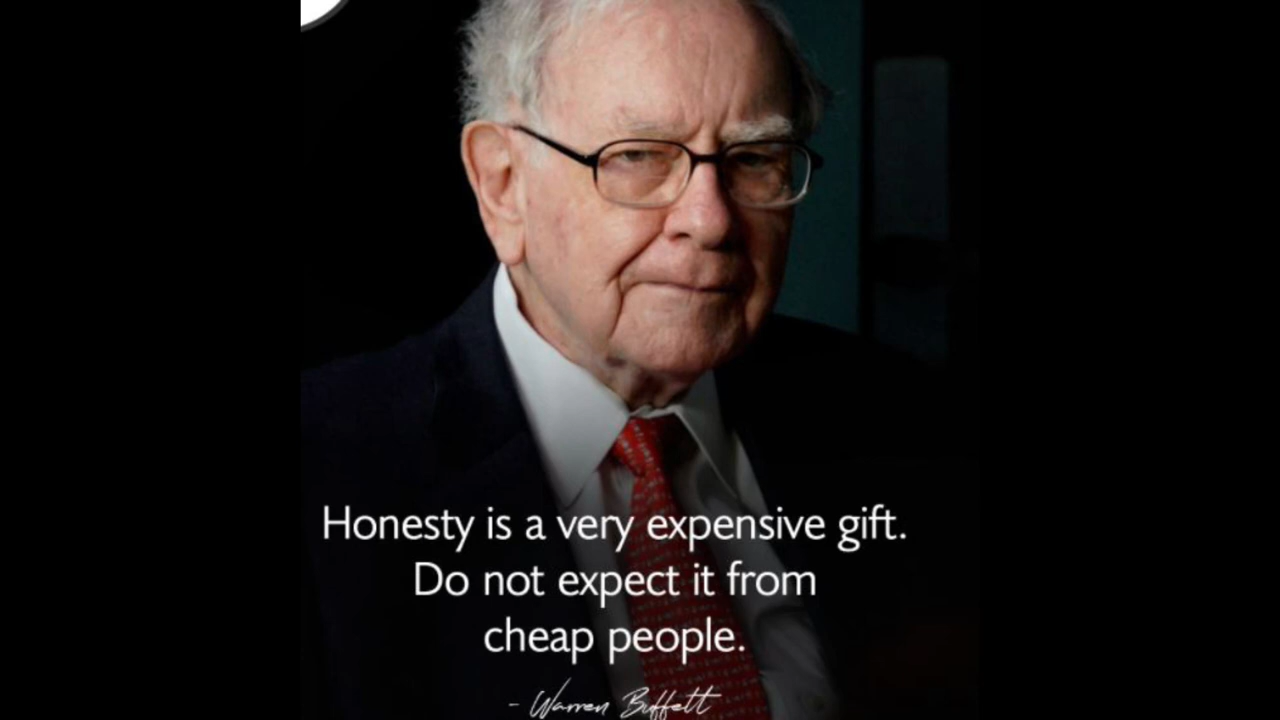 Honesty is a very expensive gift.
Do not expect it from
cheap people.
- Warren Buffett